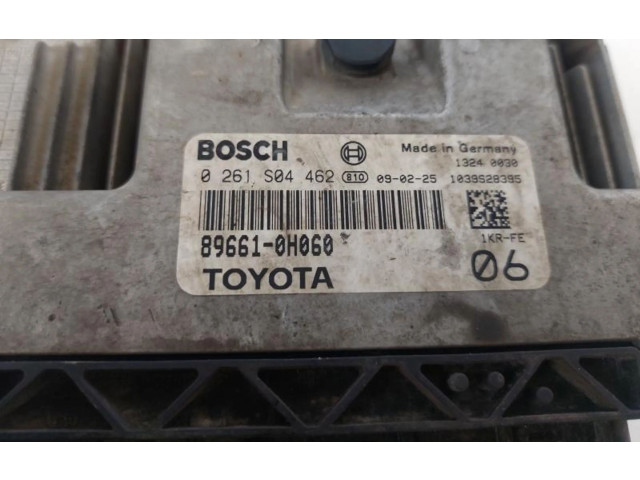 BOSCH Made in Germany
1324 0030
0 261 S04 462 810 09-02-25 1039S28395
89661-0H060 1KR-FE
TOYOTA 06